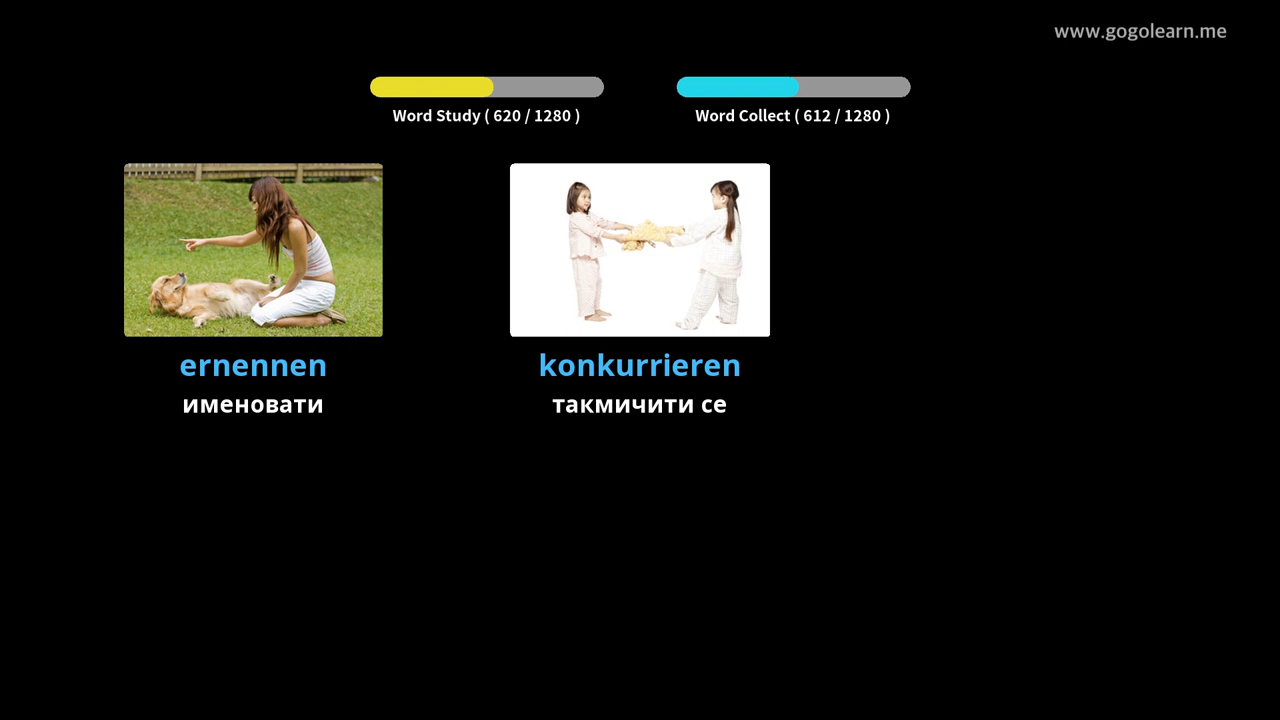 www.gogolearn.me
Word Study ( 620 / 1280 )
Word Collect ( 612 / 1280 )
ernennen
именовати
konkurrieren
такмичити се